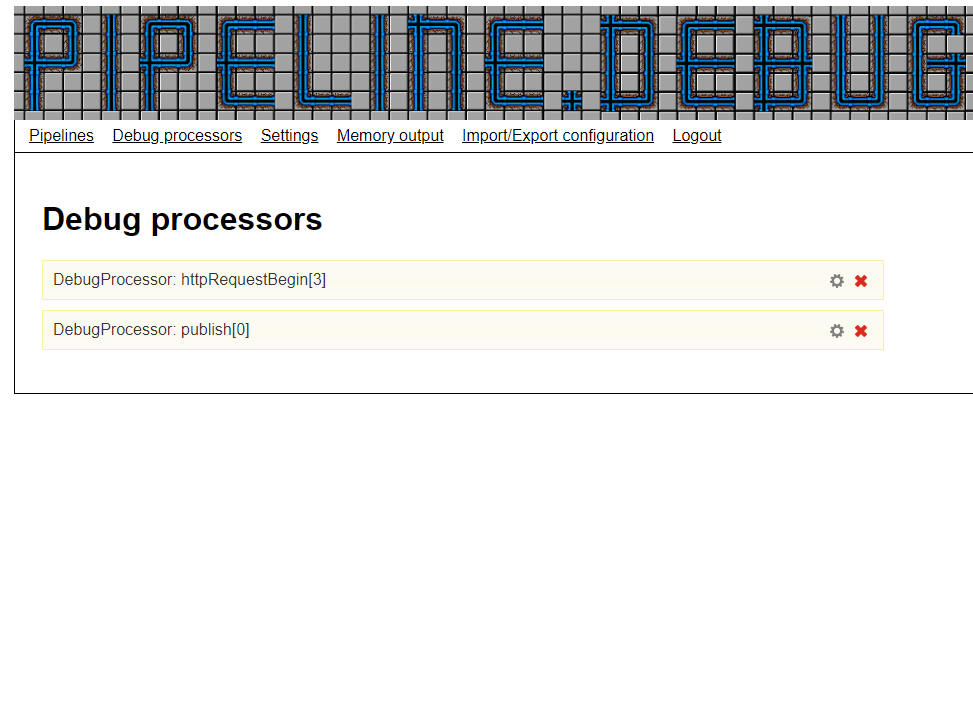 PIPELINE.DEBUG
Pipelines Debug processors Settings Memory output Import/Export configuration Logout
Debug processors
DebugProcessor: httpRequestBegin[3]
DebugProcessor: publish[0]